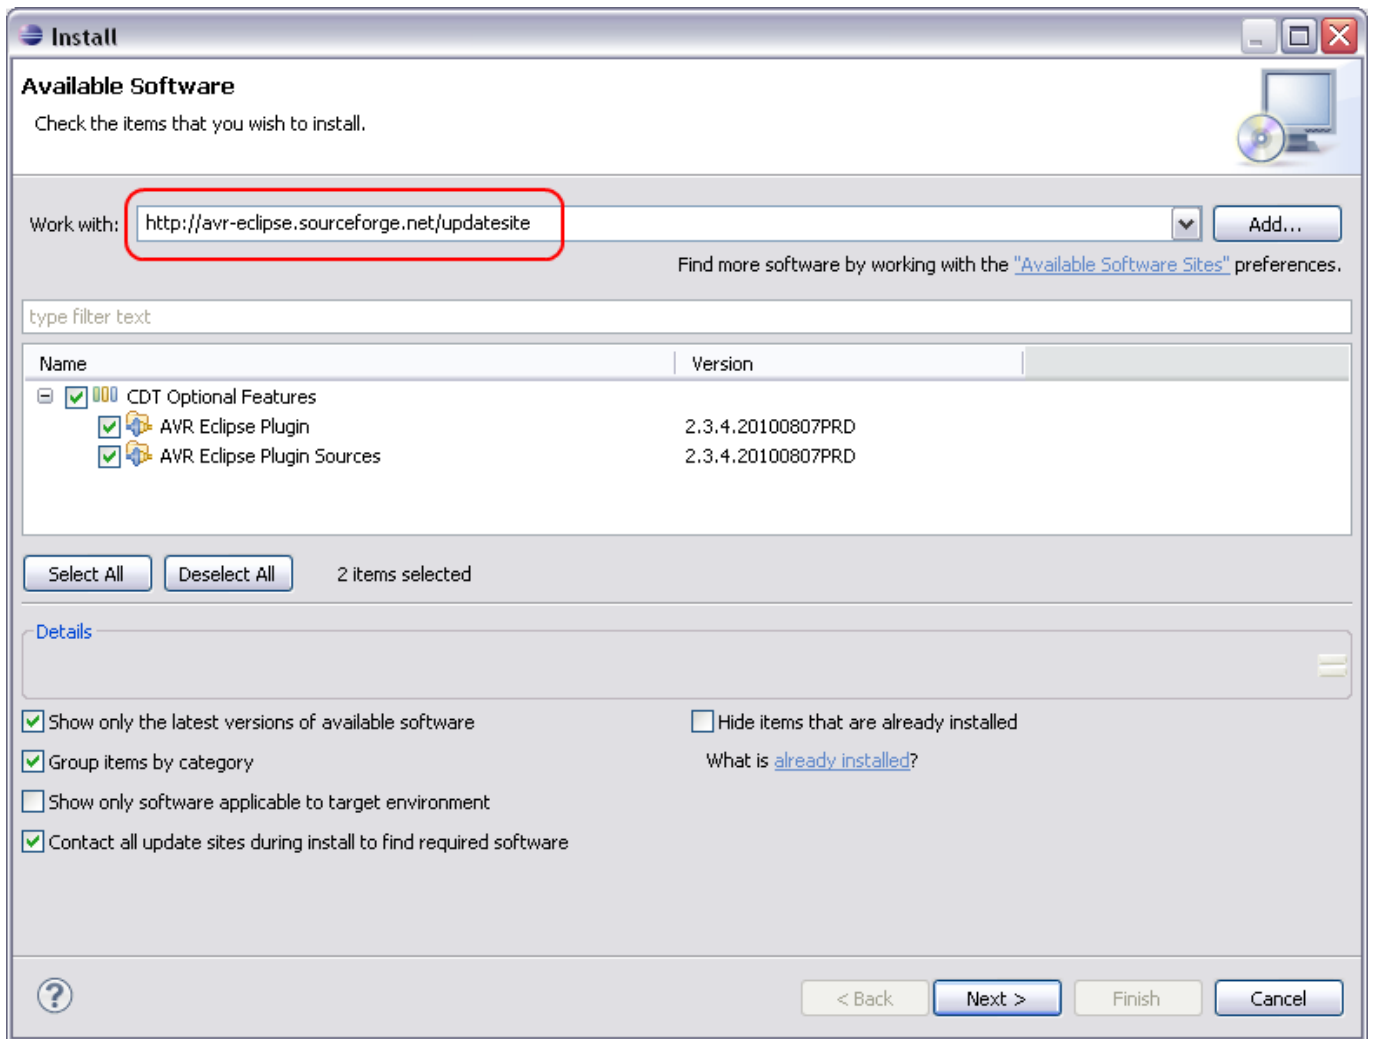 Install
Available Software
Check the items that you wish to install.
Work with: http://avr-eclipse.sourceforge.net/updatesite Add...
Find more software by working with the "Available Software Sites" preferences.
type filter text
Name Version
CDT Optional Features
AVR Eclipse Plugin 2.3.4.20100807PRD
AVR Eclipse Plugin Sources 2.3.4.20100807PRD
Select All Deselect All 2 items selected
Details
Show only the latest versions of available software Hide items that are already installed
Group items by category What is already installed?
Show only software applicable to target environment
Contact all update sites during install to find required software
? < Back Next > Finish Cancel